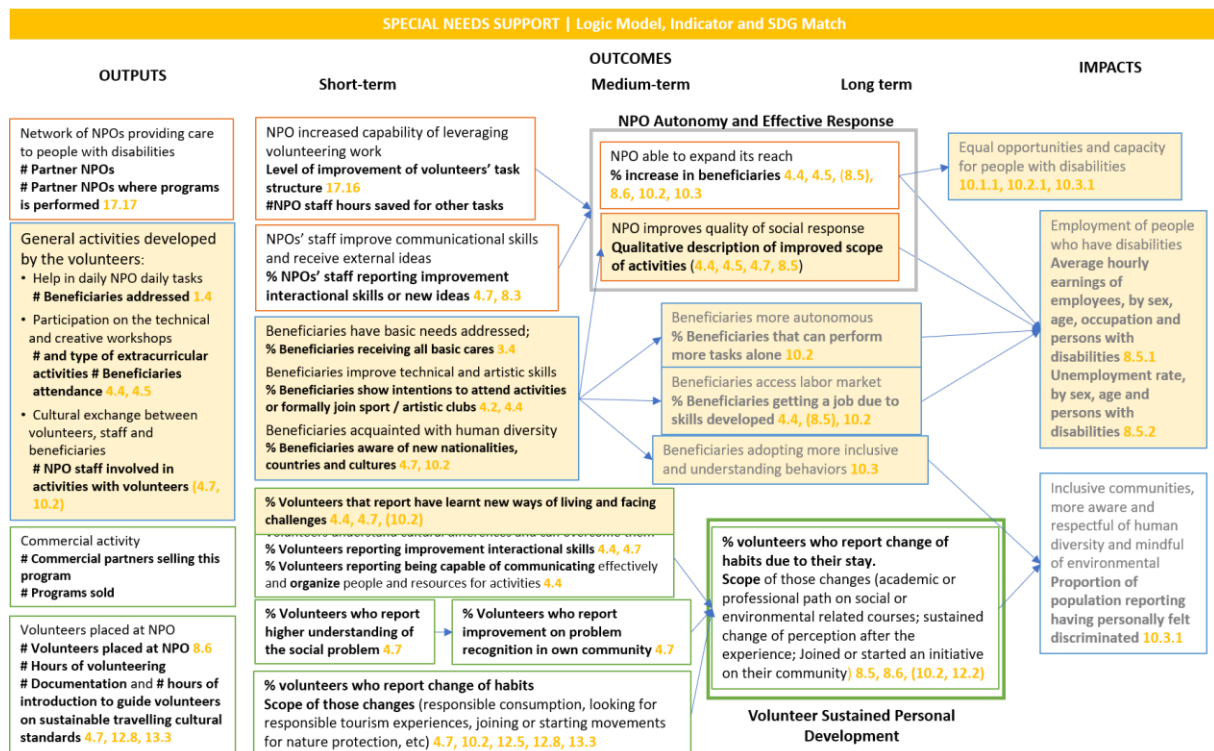 SPECIAL NEEDS SUPPORT | Logic Model, Indicator and SDG Match
OUTPUTS
OUTCOMES
Short-term
Medium-term
Long term
IMPACTS
Network of NPOs providing care
to people with disabilities
# Partner NPOs
# Partner NPOs where programs
is performed 17.17
General activities developed
by the volunteers:
• Help in daily NPO daily tasks
# Beneficiaries addressed 1.4
• Participation on the technical
and creative workshops
# and type of extracurricular
activities # Beneficiaries
attendance 4.4, 4.5
• Cultural exchange between
volunteers, staff and
beneficiaries
# NPO staff involved in
activities with volunteers (4.7,
10.2)
Commercial activity
# Commercial partners selling this
program
# Programs sold
Volunteers placed at NPO
# Volunteers placed at NPO 8.6
# Hours of volunteering
# Documentation and # hours of
introduction to guide volunteers
on sustainable travelling cultural
standards 4.7, 12.8, 13.3
NPO increased capability of leveraging
volunteering work
Level of improvement of volunteers' task
structure 17.16
#NPO staff hours saved for other tasks
NPOs' staff improve communicational skills
and receive external ideas
% NPOs' staff reporting improvement
interactional skills or new ideas 4.7, 8.3
Beneficiaries have basic needs addressed;
% Beneficiaries receiving all basic cares 3.4
Beneficiaries improve technical and artistic skills
% Beneficiaries show intentions to attend activities
or formally join sport / artistic clubs 4.2, 4.4
Beneficiaries acquainted with human diversity
% Beneficiaries aware of new nationalities,
countries and cultures 4.7, 10.2
% Volunteers that report have learnt new ways of living and facing
challenges 4.4, 4.7, (10.2)
Volunteers understand cultural differences and can overcome them
% Volunteers reporting improvement interactional skills 4.4, 4.7
% Volunteers reporting being capable of communicating effectively
and organize people and resources for activities 4.4
% Volunteers who report
higher understanding of
the social problem 4.7
% Volunteers who report
improvement on problem
recognition in own community 4.7
% volunteers who report change of habits
Scope of those changes (responsible consumption, looking for
responsible tourism experiences, joining or starting movements
for nature protection, etc) 4.7, 10.2, 12.5, 12.8, 13.3
NPO Autonomy and Effective Response
NPO able to expand its reach
% increase in beneficiaries 4.4, 4.5, (8.5),
8.6, 10.2, 10.3
NPO improves quality of social response
Qualitative description of improved scope
of activities (4.4, 4.5, 4.7, 8.5)
Beneficiaries more autonomous
% Beneficiaries that can perform
more tasks alone 10.2
Beneficiaries access labor market
% Beneficiaries getting a job due to
skills developed 4.4, (8.5), 10.2
Beneficiaries adopting more inclusive
and understanding behaviors 10.3
% volunteers who report change of
habits due to their stay.
Scope of those changes (academic or
professional path on social or
environmental related courses; sustained
change of perception after the
experience; Joined or started an initiative
on their community) 8.5, 8.6, (10.2, 12.2)
Volunteer Sustained Personal
Development
Equal opportunities and capacity
for people with disabilities
10.1.1, 10.2.1, 10.3.1
Employment of people
who have disabilities
Average hourly
earnings of
employees, by sex,
age, occupation and
persons with
disabilities 8.5.1
Unemployment rate,
by sex, age and
persons with
disabilities 8.5.2
Inclusive communities,
more aware and
respectful of human
diversity and mindful
of environmental
Proportion of
population reporting
having personally felt
discriminated 10.3.1